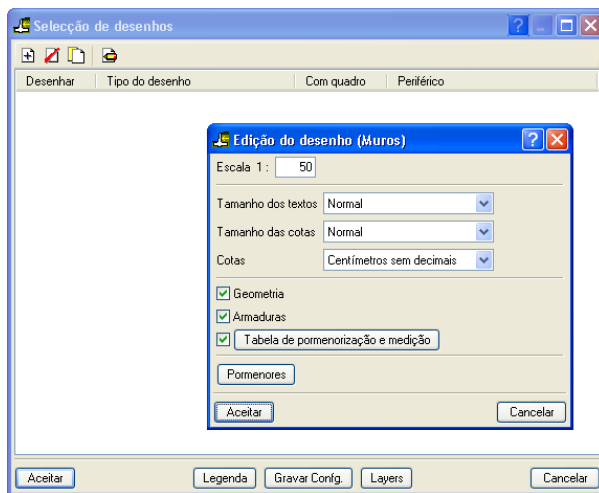 Selecção de desenhos
Desenhar Tipo do desenho Com quadro Periférico
Edição do desenho (Muros)
Escala 1 : 50
Tamanho dos textos Normal
Tamanho das cotas Normal
Cotas Centímetros sem decimais
Geometria
Armaduras
Tabela de pormenorização e medição
Pormenores
Aceitar Cancelar
Aceitar Legenda Gravar Confg. Layers Cancelar